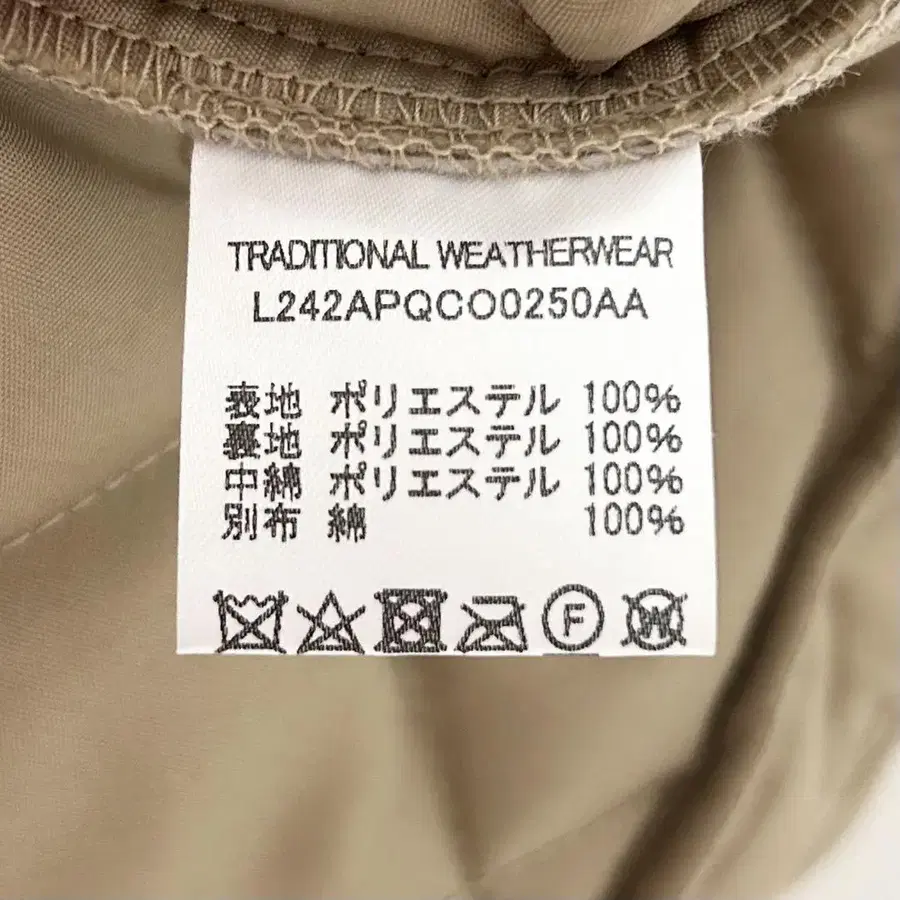 TRADITIONAL WEATHERWEAR
L242APQCO0250AA
表地 ポリエステル 100%
裏地 ポリエステル 100%
中綿 ポリエステル 100%
別布 綿 100%
F W